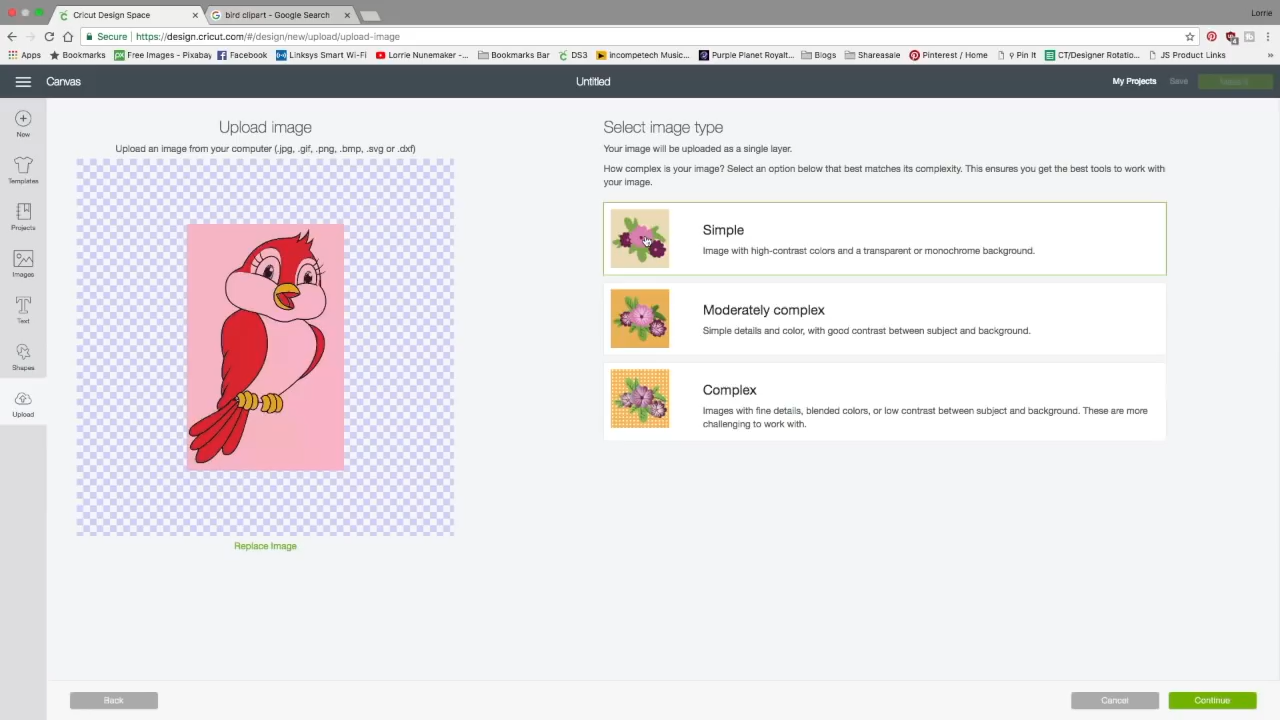 Cricut Design Space
bird clipart - Google Search
Lorrie
Secure
https://design.cricut.com/#/design/new/upload/upload-image
Apps
Bookmarks
Free Images - Pixabay
Facebook
Linksys Smart Wi-Fi
Lorrie Nunemaker - ...
Bookmarks Bar
DS3
incompetech Music...
Purple Planet Royalt...
Blogs
Shareasale
Pinterest / Home
Pin It
CT/Designer Rotatio...
JS Product Links
»
Canvas
Untitled
My Projects
Save
New
Templates
Projects
Images
Text
Shapes
Upload
Upload image
Upload an image from your computer (.jpg, .gif, .png, .bmp, .svg or .dxf)
Replace Image
Select image type
Your image will be uploaded as a single layer.
How complex is your image? Select an option below that best matches its complexity. This ensures you get the best tools to work with
your image.
Simple
Image with high-contrast colors and a transparent or monochrome background.
Moderately complex
Simple details and color, with good contrast between subject and background.
Complex
Images with fine details, blended colors, or low contrast between subject and background. These are more
challenging to work with.
Back
Cancel
Continue